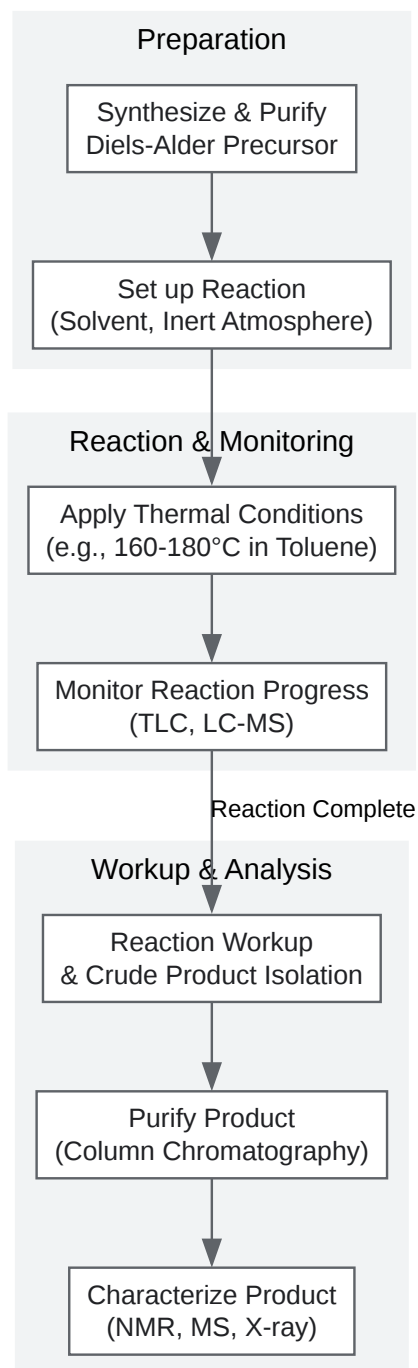 Preparation
Synthesize & Purify
Diels-Alder Precursor
Set up Reaction
(Solvent, Inert Atmosphere)
Reaction & Monitoring
Apply Thermal Conditions
(e.g., 160-180°C in Toluene)
Monitor Reaction Progress
(TLC, LC-MS)
Reaction Complete
Workup & Analysis
Reaction Workup
& Crude Product Isolation
Purify Product
(Column Chromatography)
Characterize Product
(NMR, MS, X-ray)